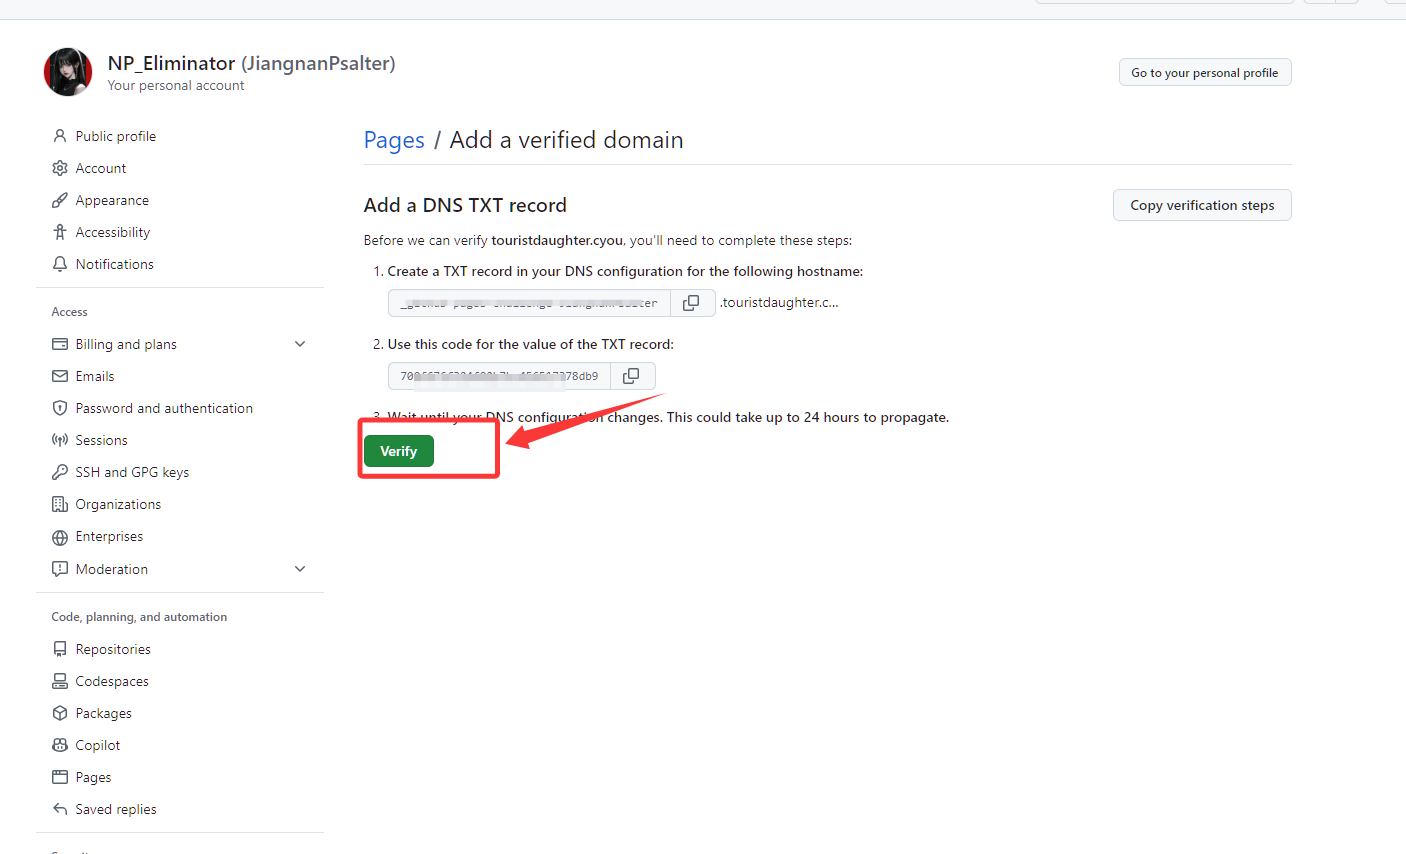 NP_Eliminator (JiangnanPsalter)
Your personal account
Go to your personal profile
Public profile
Account
Appearance
Accessibility
Notifications
Access
Billing and plans
Emails
Password and authentication
Sessions
SSH and GPG keys
Organizations
Enterprises
Moderation
Code, planning, and automation
Repositories
Codespaces
Packages
Copilot
Pages
Saved replies
Pages / Add a verified domain
Add a DNS TXT record
Copy verification steps
Before we can verify touristdaughter.cyou, you'll need to complete these steps:
1. Create a TXT record in your DNS configuration for the following hostname:
.touristdaughter.c...
2. Use this code for the value of the TXT record:
3. Wait until your DNS configuration changes. This could take up to 24 hours to propagate.
Verify